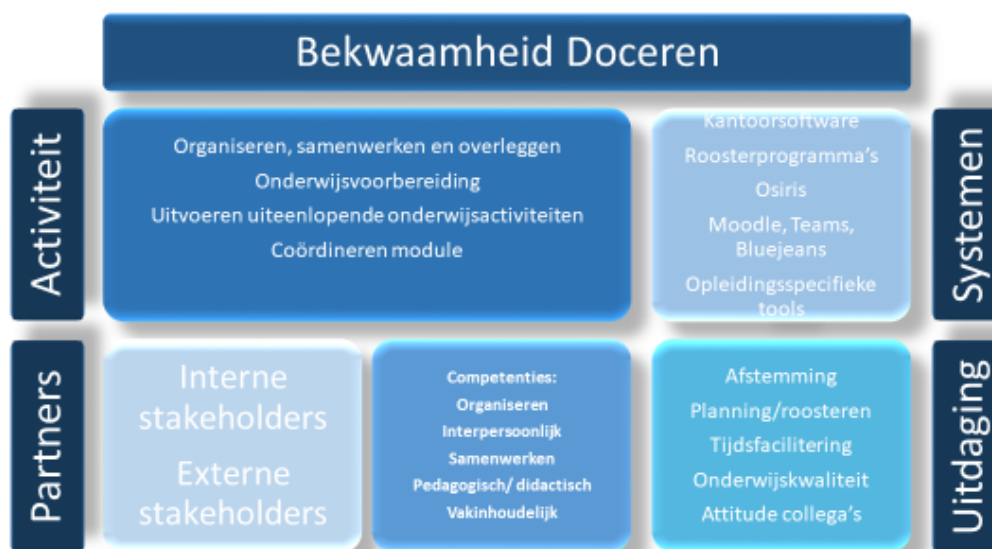 Bekwaamheid Doceren
Activiteit
Organiseren, samenwerken en overleggen
Onderwijsvoorbereiding
Uitvoeren uiteenlopende onderwijsactiviteiten
Coördineren module
Kantoorsoftware
Roosterprogramma's
Osiris
Moodle, Teams,
Bluejeans
Opleidingsspecifieke
tools
Systemen
Partners
Interne
stakeholders
Externe
stakeholders
Competenties:
Organiseren
Interpersoonlijk
Samenwerken
Pedagogisch/ didactisch
Vakinhoudelijk
Afstemming
Planning/roosteren
Tijdsfacilitering
Onderwijskwaliteit
Attitude collega's
Uitdaging